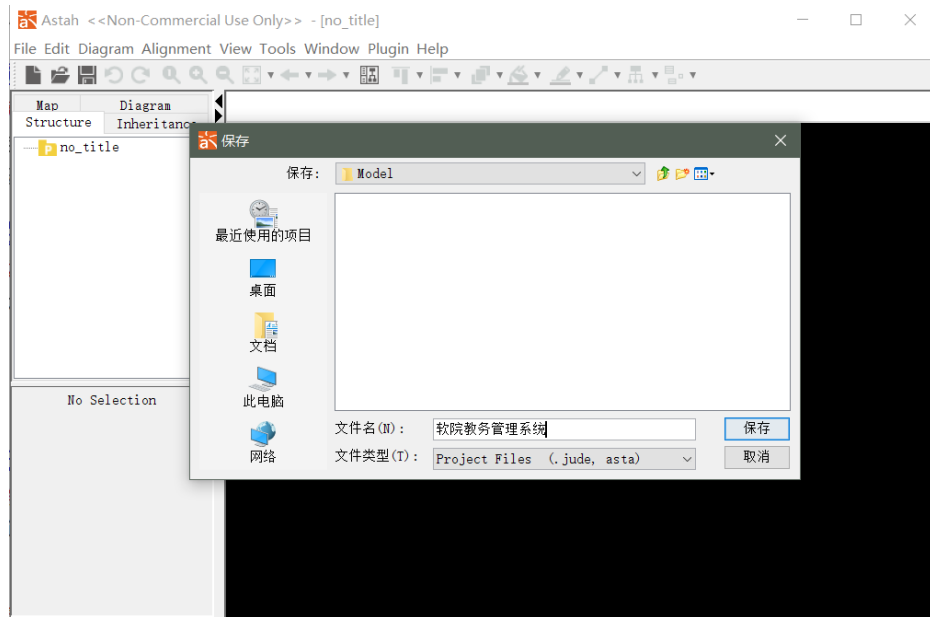 Astah <<Non-Commercial Use Only>> - [no_title]
File Edit Diagram Alignment View Tools Window Plugin Help
Map Diagram
Structure Inheritance
no_title
No Selection
保存
保存:
Model
最近使用的项目
桌面
文档
此电脑
网络
文件名(N):
软院教务管理系统
保存
文件类型(T):
Project Files (.jude, asta)
取消